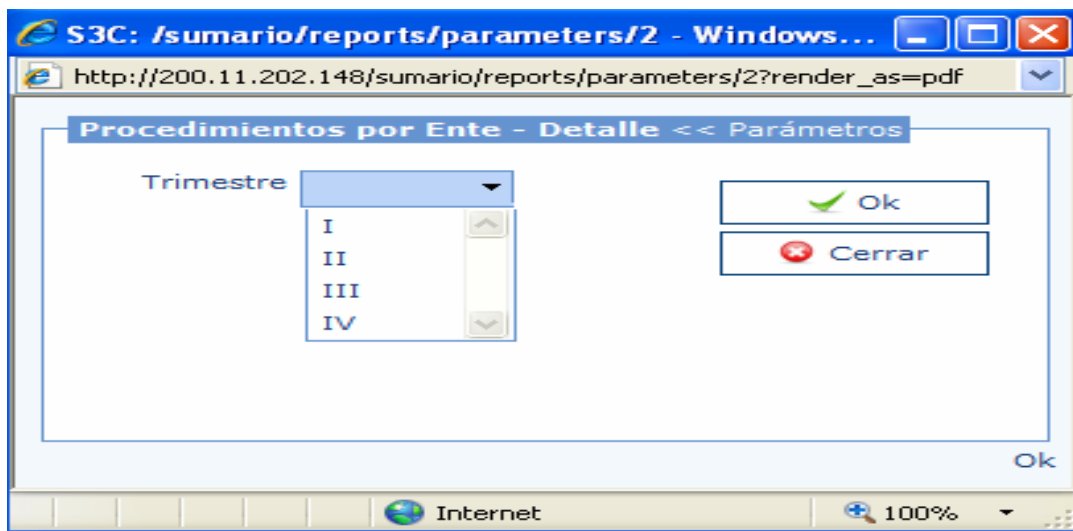 S3C: /sumario/reports/parameters/2 - Windows...
http://200.11.202.148/sumario/reports/parameters/2?render_as=pdf
Procedimientos por Ente - Detalle << Parámetros
Trimestre
I
II
III
IV
Ok
Cerrar
Ok
Internet
100%